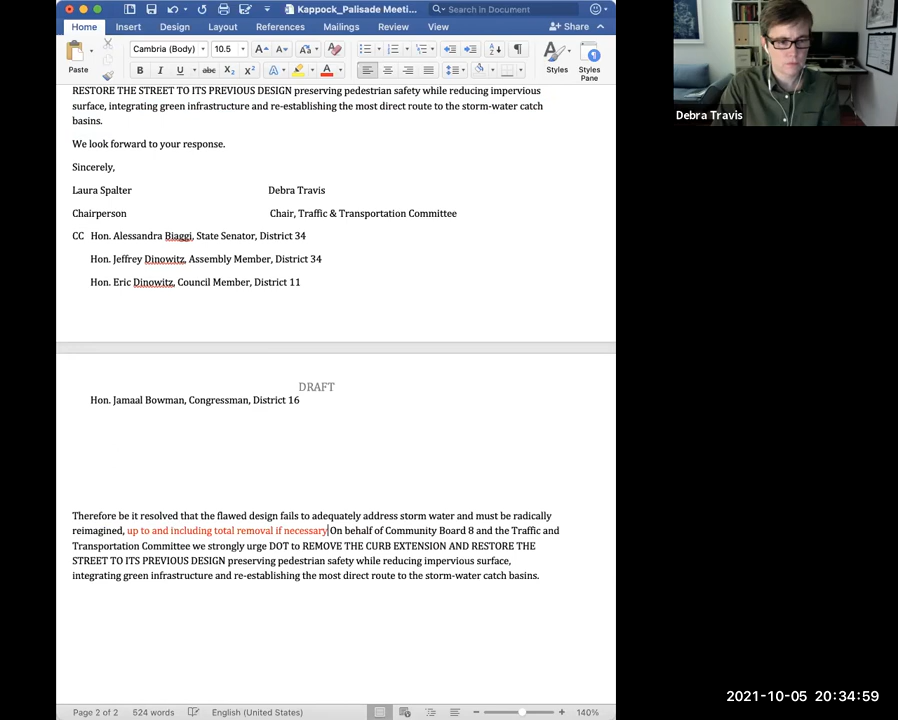 Kappock_Palisade Meeti...
Search in Document
Home Insert Design Layout References Mailings Review View Share
Paste
Cambria (Body) 10.5
Styles
Styles Pane
RESTORE THE STREET TO ITS PREVIOUS DESIGN preserving pedestrian safety while reducing impervious
surface, integrating green infrastructure and re-establishing the most direct route to the storm-water catch
basins.
We look forward to your response.
Sincerely,
Laura Spalter Debra Travis
Chairperson Chair, Traffic & Transportation Committee
CC Hon. Alessandra Biaggi, State Senator, District 34
Hon. Jeffrey Dinowitz, Assembly Member, District 34
Hon. Eric Dinowitz, Council Member, District 11
DRAFT
Hon. Jamaal Bowman, Congressman, District 16
Therefore be it resolved that the flawed design fails to adequately address storm water and must be radically
reimagined, up to and including total removal if necessary On behalf of Community Board 8 and the Traffic and
Transportation Committee we strongly urge DOT to REMOVE THE CURB EXTENSION AND RESTORE THE
STREET TO ITS PREVIOUS DESIGN preserving pedestrian safety while reducing impervious surface,
integrating green infrastructure and re-establishing the most direct route to the storm-water catch basins.
Page 2 of 2 524 words English (United States) 140%
Debra Travis
2021-10-05 20:34:59